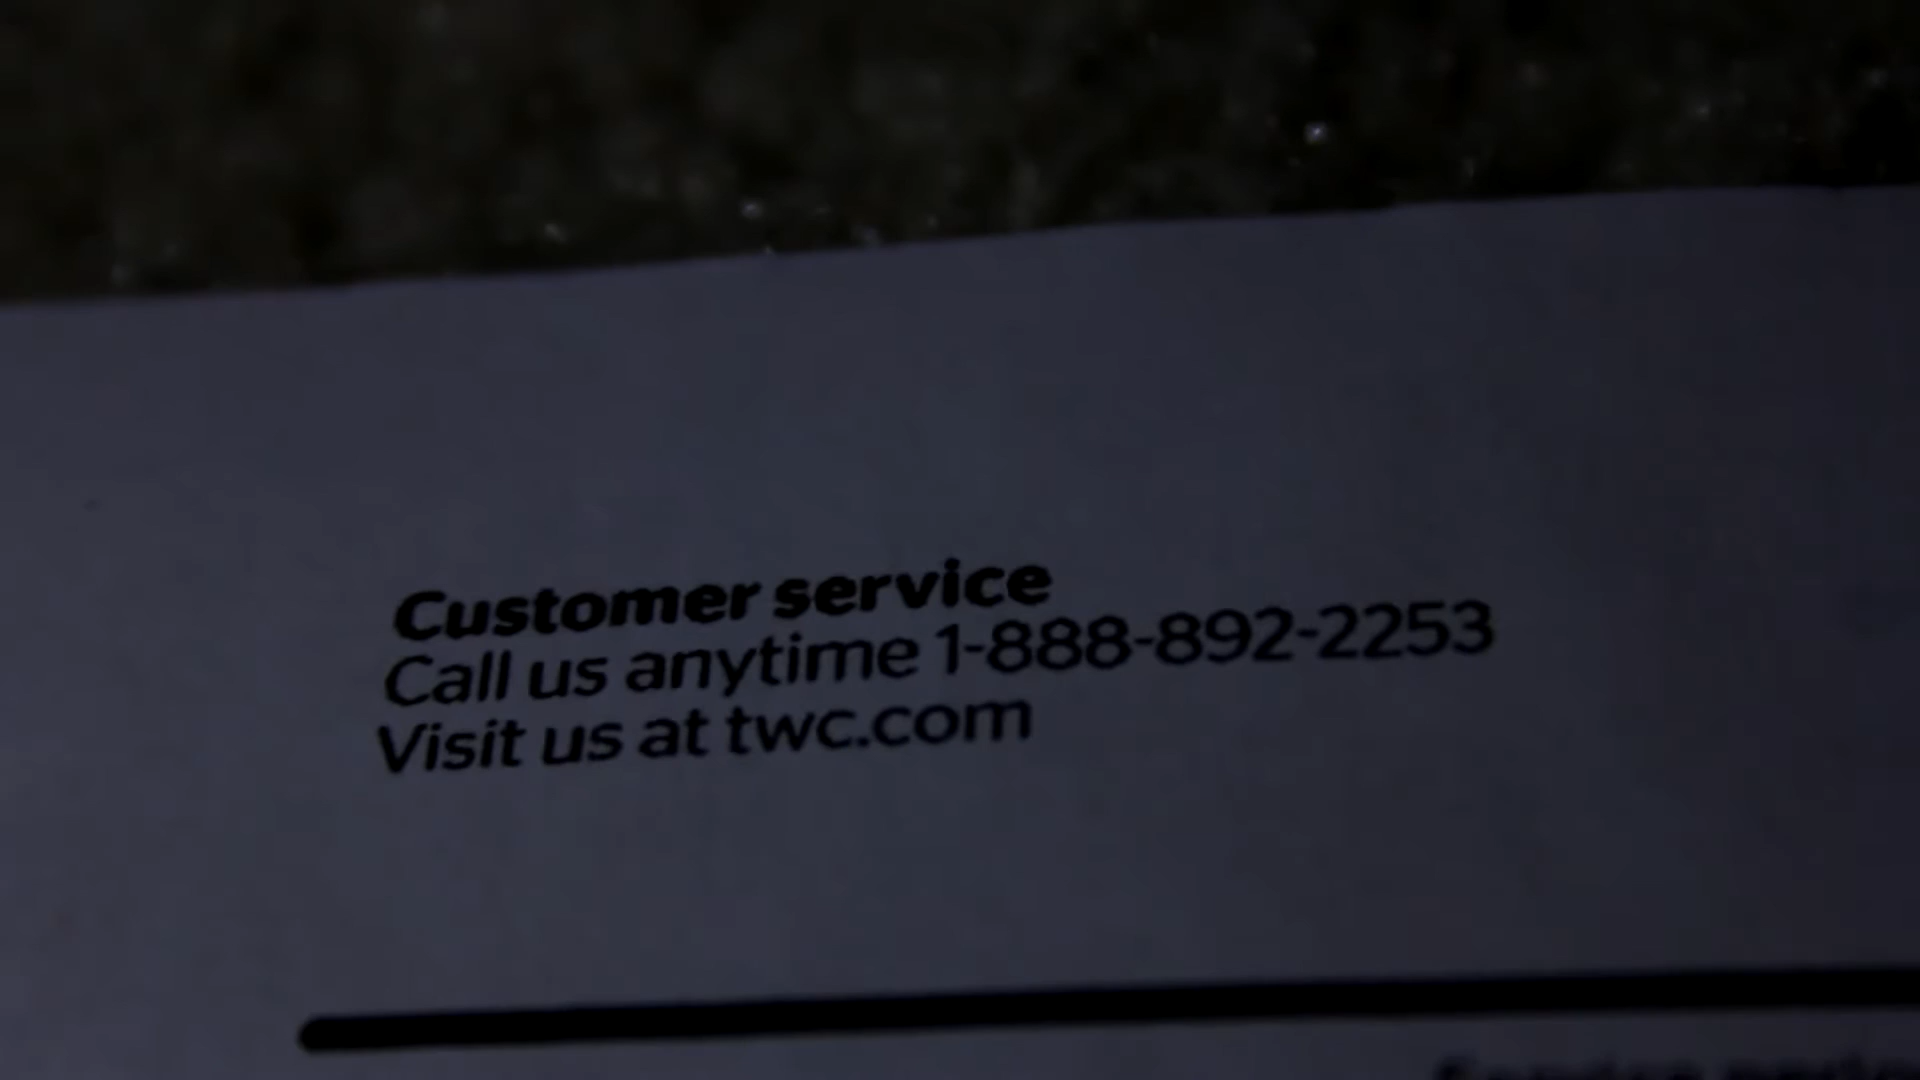 Customer service
Call us anytime 1-888-892-2253
Visit us at twc.com